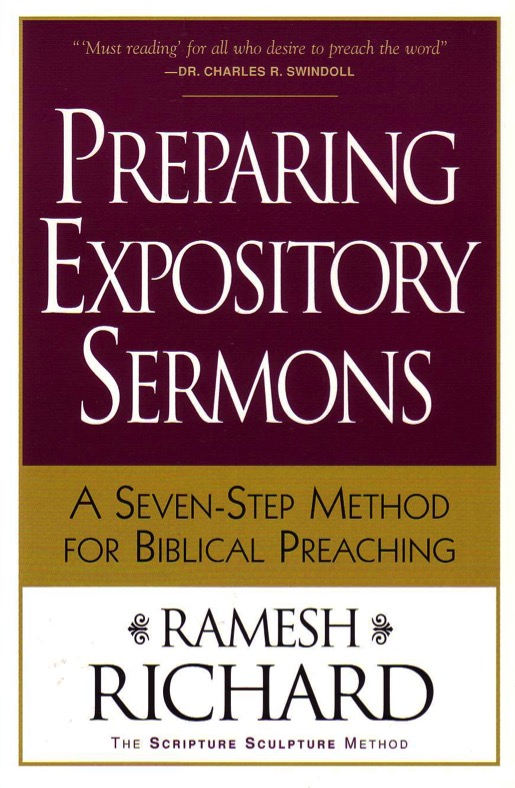 “‘Must reading’ for all who desire to preach the word”
—DR. CHARLES R. SWINDOLL
PREPARING
EXPOSITORY
SERMONS
A SEVEN-STEP METHOD
FOR BIBLICAL PREACHING
RAMESH
RICHARD
THE SCRIPTURE SCULPTURE METHOD